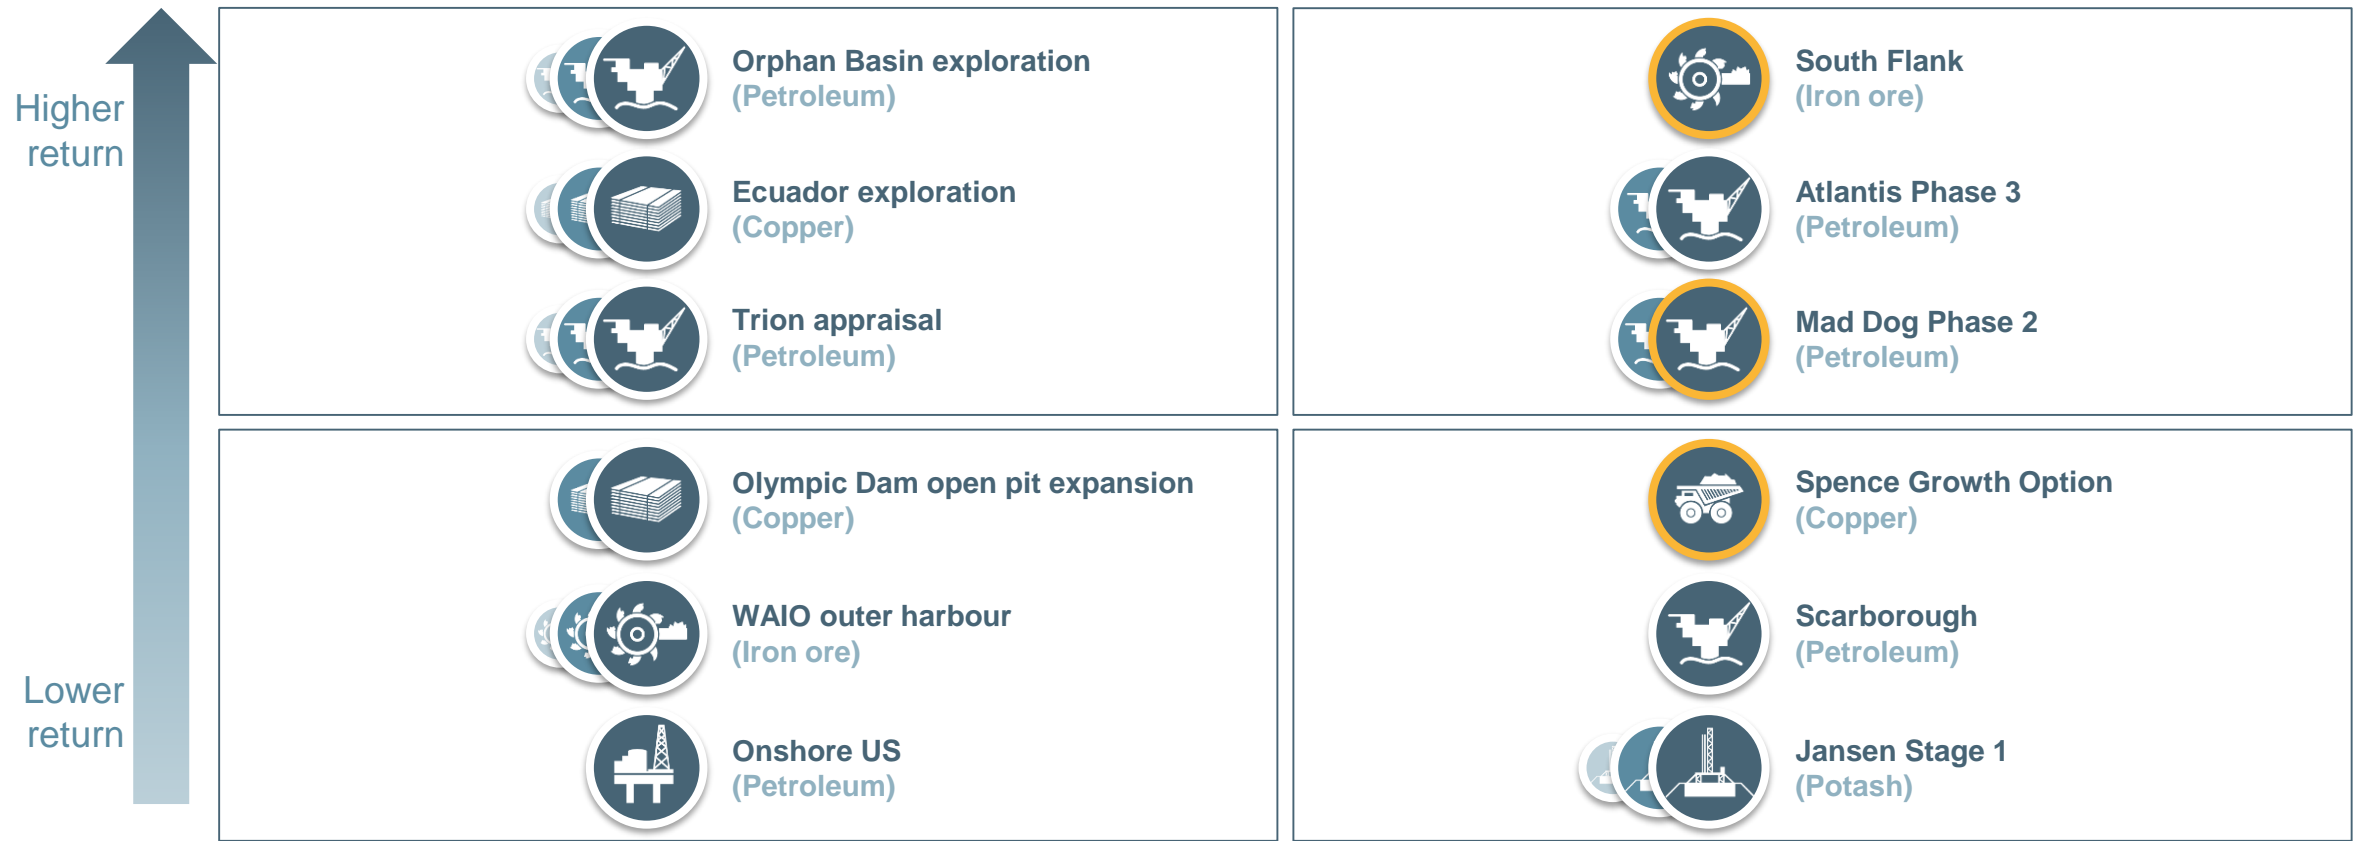 Higher
return
Lower
return
Orphan Basin exploration
(Petroleum)
Ecuador exploration
(Copper)
Trion appraisal
(Petroleum)
South Flank
(Iron ore)
Atlantis Phase 3
(Petroleum)
Mad Dog Phase 2
(Petroleum)
Olympic Dam open pit expansion
(Copper)
WAIO outer harbour
(Iron ore)
Onshore US
(Petroleum)
Spence Growth Option
(Copper)
Scarborough
(Petroleum)
Jansen Stage 1
(Potash)